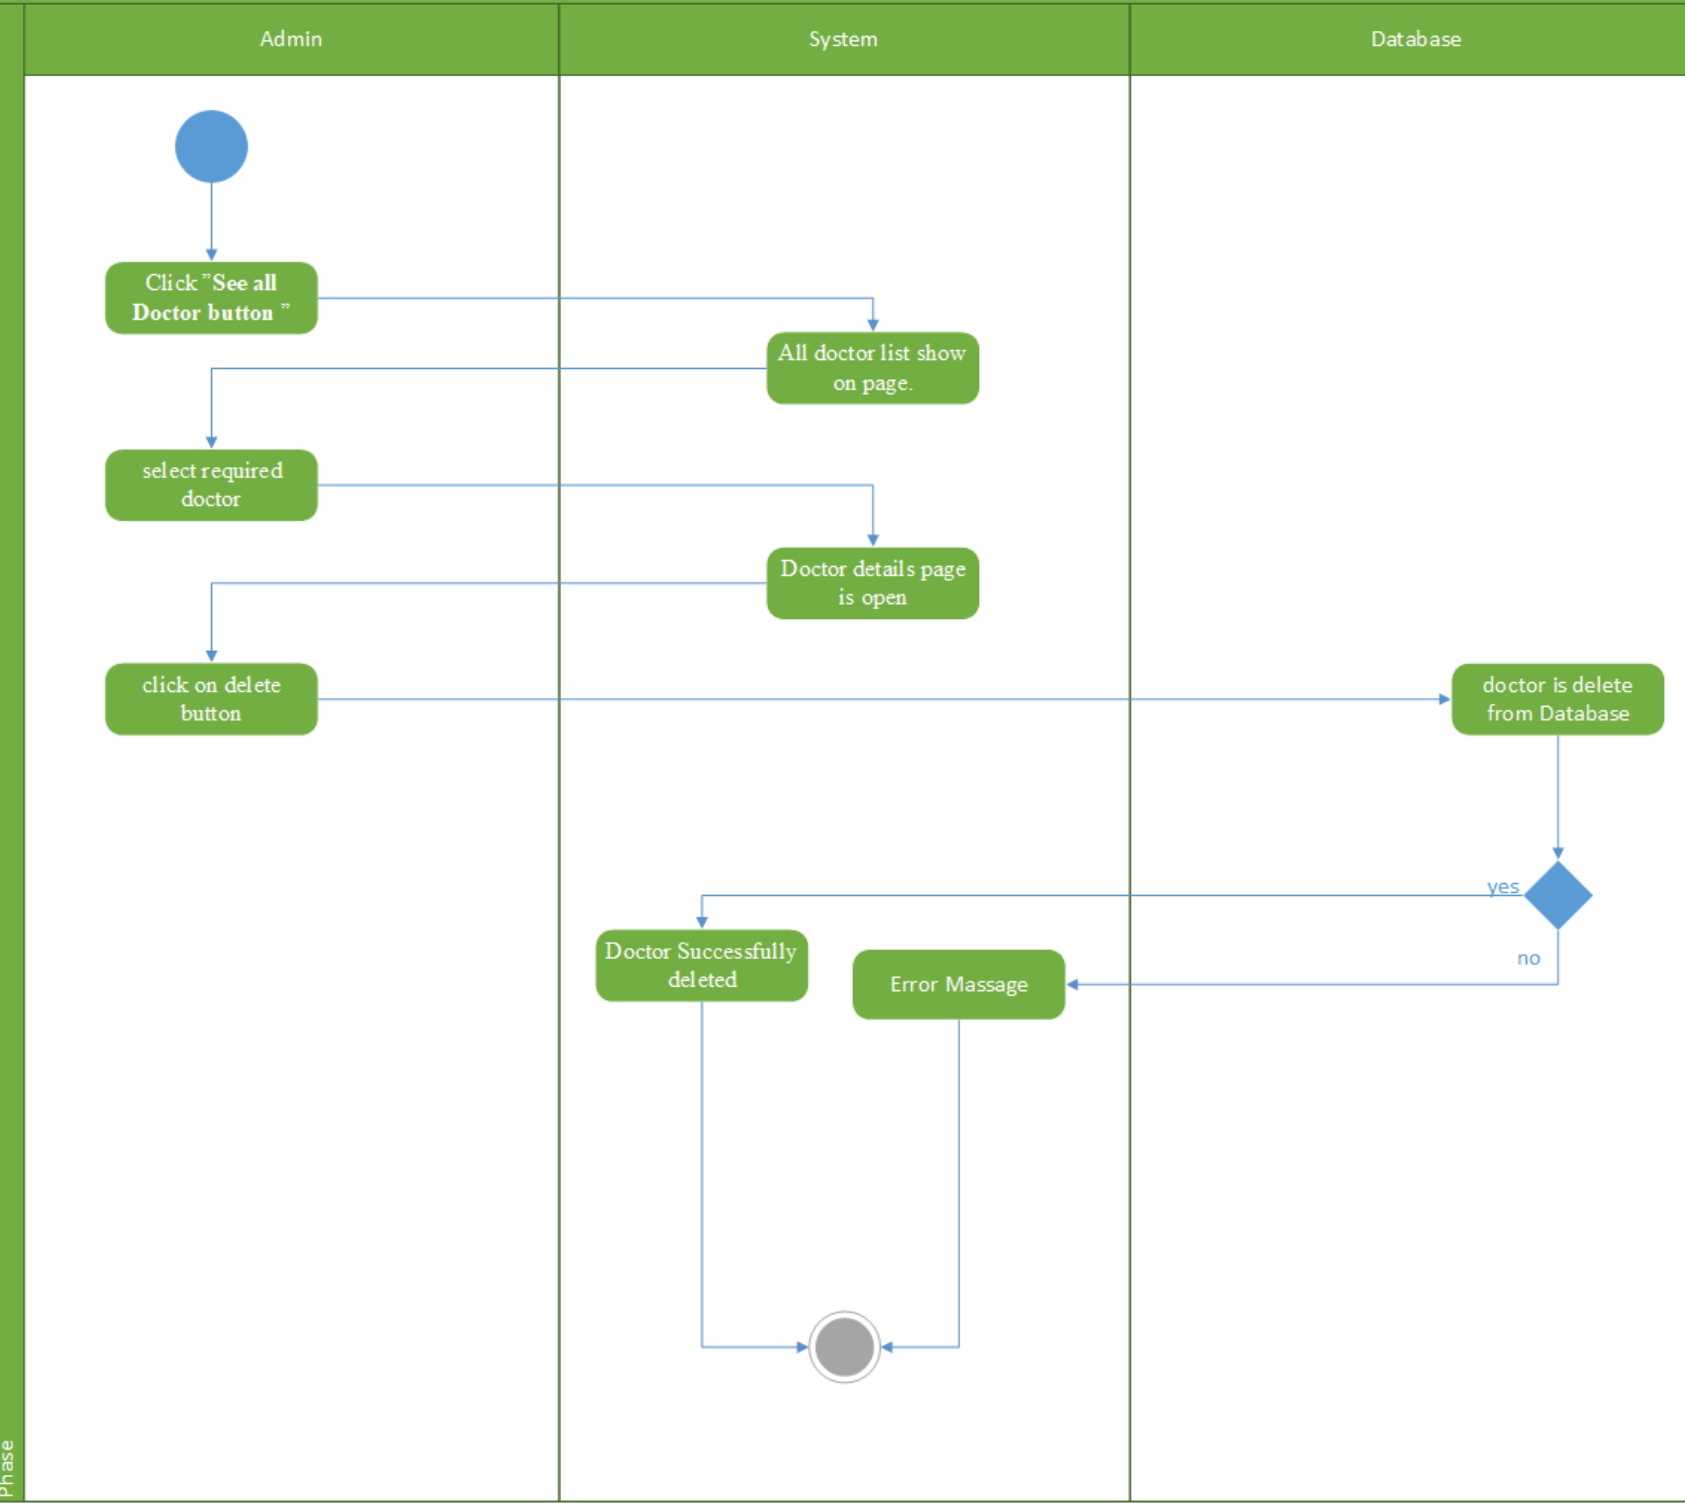 Admin
System
Database
Click ”See all
Doctor button ”
All doctor list show
on page.
select required
doctor
Doctor details page
is open
click on delete
button
doctor is delete
from Database
yes
no
Doctor Successfully
deleted
Error Massage
Phase